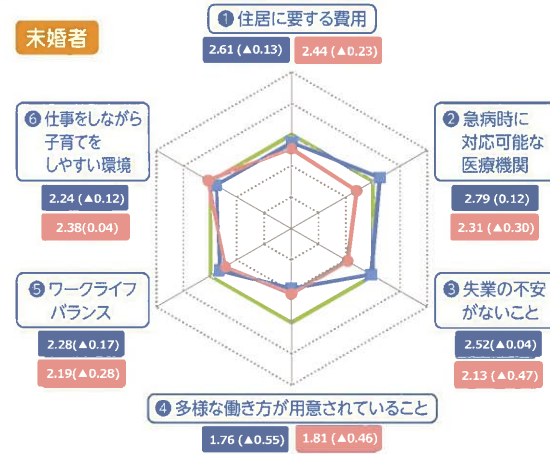 未婚者
❶ 住居に要する費用
2.61 (▲0.13) 2.44 (▲0.23)
❷ 急病時に
対応可能な
医療機関
2.79 (0.12)
2.31 (▲0.30)
❸ 失業の不安
がないこと
2.52(▲0.04)
2.13 (▲0.47)
❹ 多様な働き方が用意されていること
1.76 (▲0.55) 1.81 (▲0.46)
❺ ワークライフ
バランス
2.28(▲0.17)
2.19(▲0.28)
❻ 仕事をしながら
子育てを
しやすい環境
2.24 (▲0.12)
2.38(0.04)